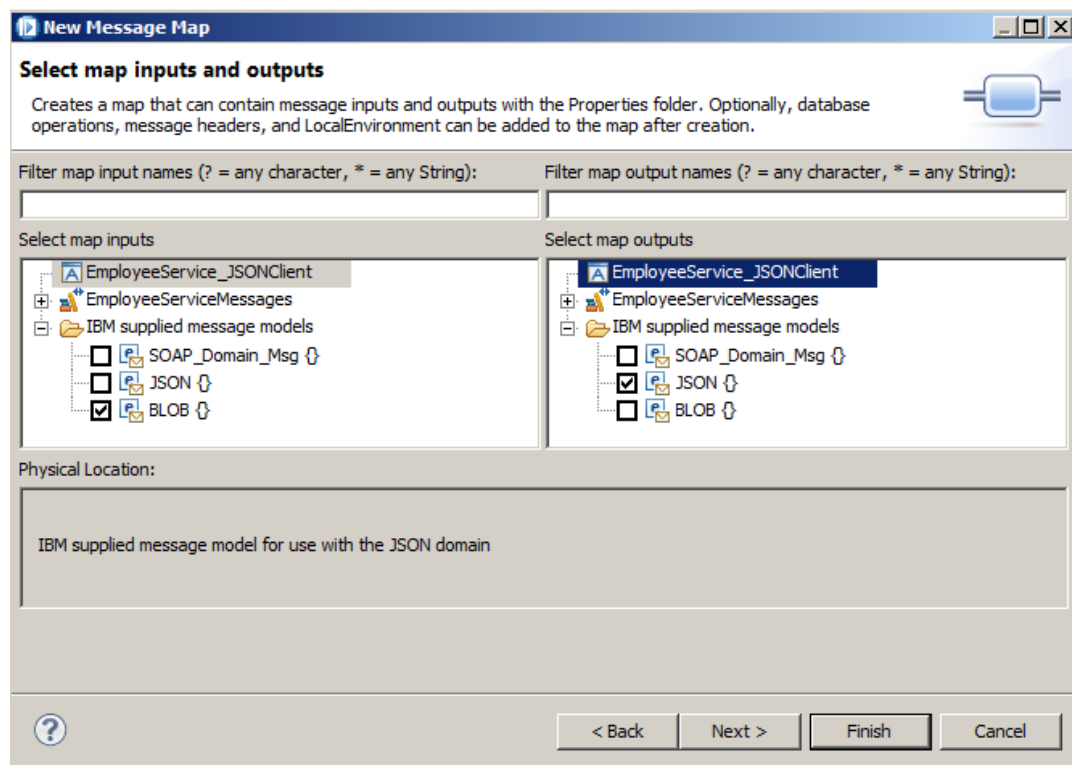 New Message Map
Select map inputs and outputs
Creates a map that can contain message inputs and outputs with the Properties folder. Optionally, database
operations, message headers, and LocalEnvironment can be added to the map after creation.
Filter map input names (? = any character, * = any String):
Filter map output names (? = any character, * = any String):
Select map inputs
Select map outputs
EmployeeService_JSONClient
EmployeeServiceMessages
IBM supplied message models
SOAP_Domain_Msg {}
JSON {}
BLOB {}
EmployeeService_JSONClient
EmployeeServiceMessages
IBM supplied message models
SOAP_Domain_Msg {}
JSON {}
BLOB {}
Physical Location:
IBM supplied message model for use with the JSON domain
?
< Back
Next >
Finish
Cancel